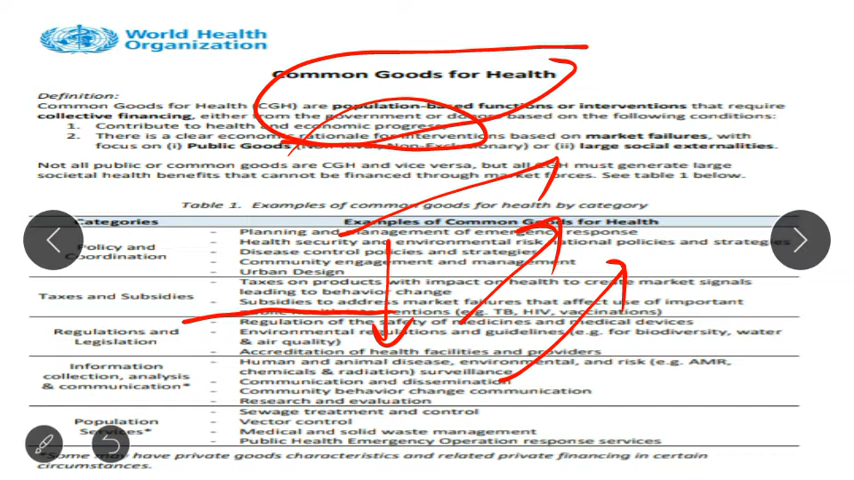 World Health
Organization
Common Goods for Health
Definition:
Common Goods for Health (CGH) are population-based functions or interventions that require
collective financing, either from the government or donors based on the following conditions:
1. Contribute to health and economic progress,
2. There is a clear economic rationale for interventions based on market failures, with
focus on (i) Public Goods (Non-Rival, Non-Exclusionary) or (ii) large social externalities.
Not all public or common goods are CGH and vice versa, but all CGH must generate large
societal health benefits that cannot be financed through market forces. See table 1 below.
Table 1. Examples of common goods for health by category
Categories Examples of Common Goods for Health
Policy and
Coordination
- Planning and management of emergency response
- Health security and environmental risk national policies and strategies
- Disease control policies and strategies
- Community engagement and management
- Urban Design
Taxes and Subsidies
- Taxes on products with impact on health to create market signals
leading to behavior change
- Subsidies to address market failures that affect use of important
public health interventions (e.g. TB, HIV, vaccinations)
Regulations and
Legislation
- Regulation of the safety of medicines and medical devices
- Environmental regulations and guidelines (e.g. for biodiversity, water
& air quality)
- Accreditation of health facilities and providers
Information
collection, analysis
& communication*
- Human and animal disease, environmental, and risk (e.g. AMR,
chemicals & radiation) surveillance
- Communication and dissemination
- Community behavior change communication
- Research and evaluation
Population
Services*
- Sewage treatment and control
- Vector control
- Medical and solid waste management
- Public Health Emergency Operation response services
*Some may have private goods characteristics and related private financing in certain
circumstances.